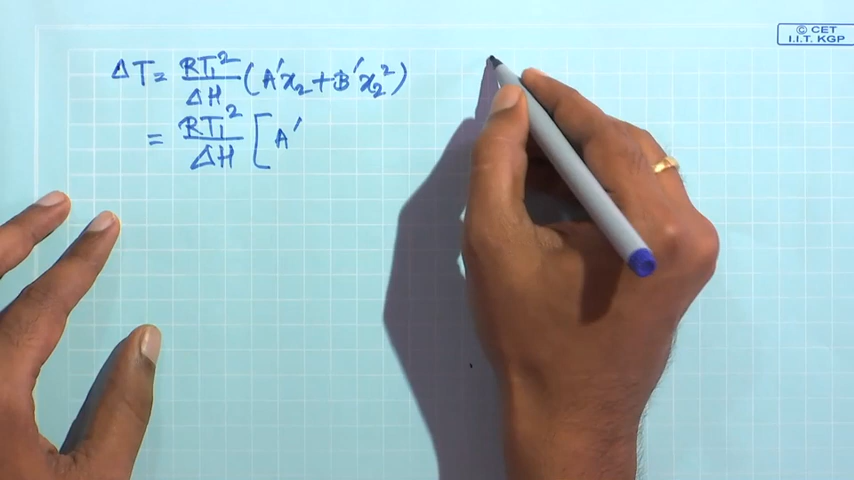 © CET
I.I.T. KGP
ΔT = RT₁²/ΔH (A'x₂ + B'x₂²)
= RT₁²/ΔH [A'